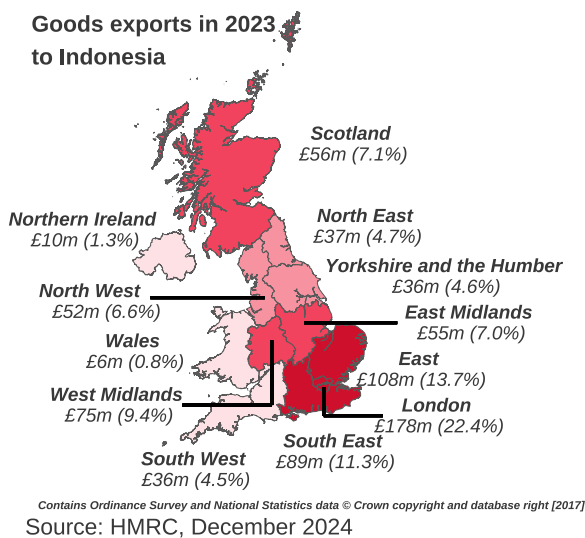 Goods exports in 2023
to Indonesia
Scotland
£56m (7.1%)
Northern Ireland
£10m (1.3%)
North East
£37m (4.7%)
Yorkshire and the Humber
£36m (4.6%)
North West
£52m (6.6%)
East Midlands
£55m (7.0%)
Wales
£6m (0.8%)
East
£108m (13.7%)
West Midlands
£75m (9.4%)
London
£178m (22.4%)
South East
£89m (11.3%)
South West
£36m (4.5%)
Contains Ordinance Survey and National Statistics data © Crown copyright and database right [2017]
Source: HMRC, December 2024